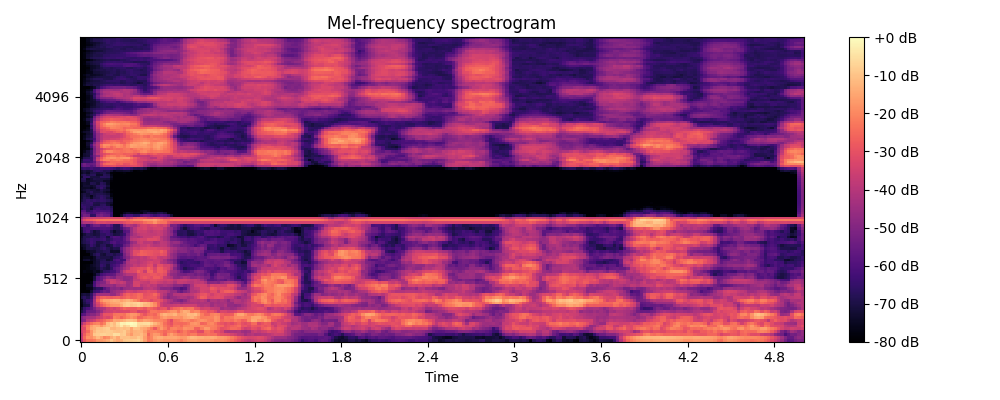 Mel-frequency spectrogram
Hz
4096
2048
1024
512
0
0 0.6 1.2 1.8 2.4 3 3.6 4.2 4.8
Time
+0 dB
-10 dB
-20 dB
-30 dB
-40 dB
-50 dB
-60 dB
-70 dB
-80 dB